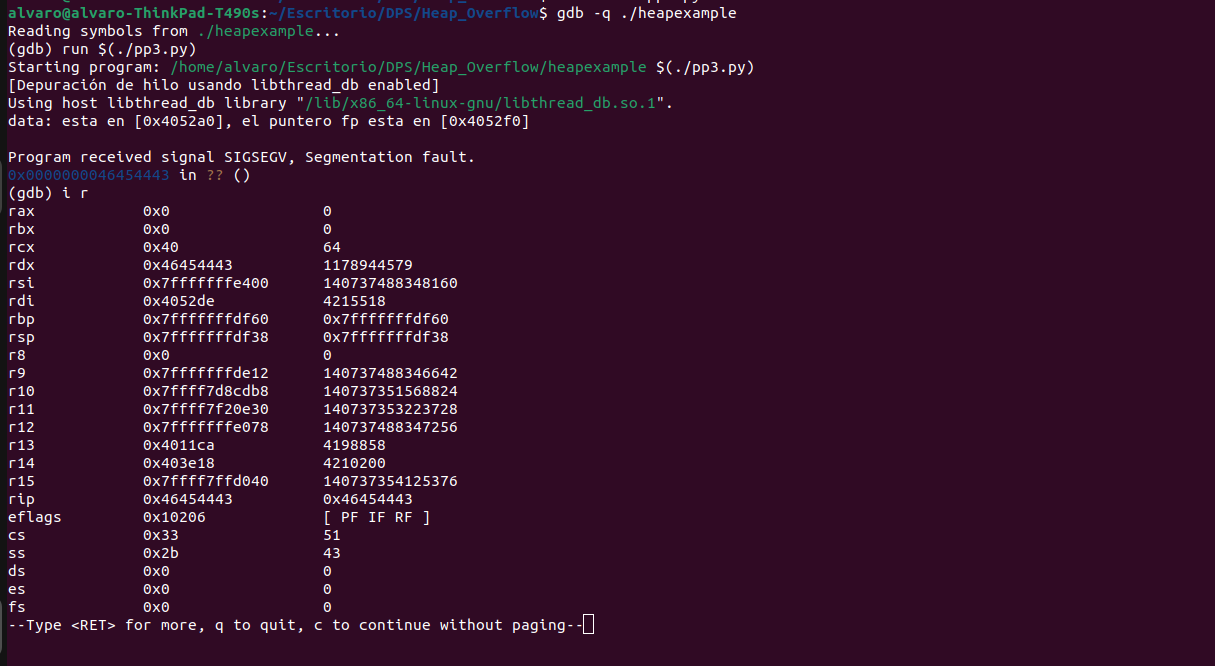 alvaro@alvaro-ThinkPad-T490s:~/Escritorio/DPS/Heap_Overflow$ gdb -q ./heapexample
Reading symbols from ./heapexample...
(gdb) run $(./pp3.py)
Starting program: /home/alvaro/Escritorio/DPS/Heap_Overflow/heapexample $(./pp3.py)
[Depuración de hilo usando libthread_db enabled]
Using host libthread_db library "/lib/x86_64-linux-gnu/libthread_db.so.1".
data: esta en [0x4052a0], el puntero fp esta en [0x4052f0]

Program received signal SIGSEGV, Segmentation fault.
0x0000000046454443 in ?? ()
(gdb) i r
rax            0x0                 0
rbx            0x0                 0
rcx            0x40                64
rdx            0x46454443          1178944579
rsi            0x7fffffffe400      140737488348160
rdi            0x4052de            4215518
rbp            0x7fffffffdf60      0x7fffffffdf60
rsp            0x7fffffffdf38      0x7fffffffdf38
r8             0x0                 0
r9             0x7fffffffde12      140737488346642
r10            0x7ffff7d8cdb8      140737351568824
r11            0x7ffff7f20e30      140737353223728
r12            0x7fffffffe078      140737488347256
r13            0x4011ca            4198858
r14            0x403e18            4210200
r15            0x7ffff7ffd040      140737354125376
rip            0x46454443          0x46454443
eflags         0x10206             [ PF IF RF ]
cs             0x33                51
ss             0x2b                43
ds             0x0                 0
es             0x0                 0
fs             0x0                 0
--Type <RET> for more, q to quit, c to continue without paging--